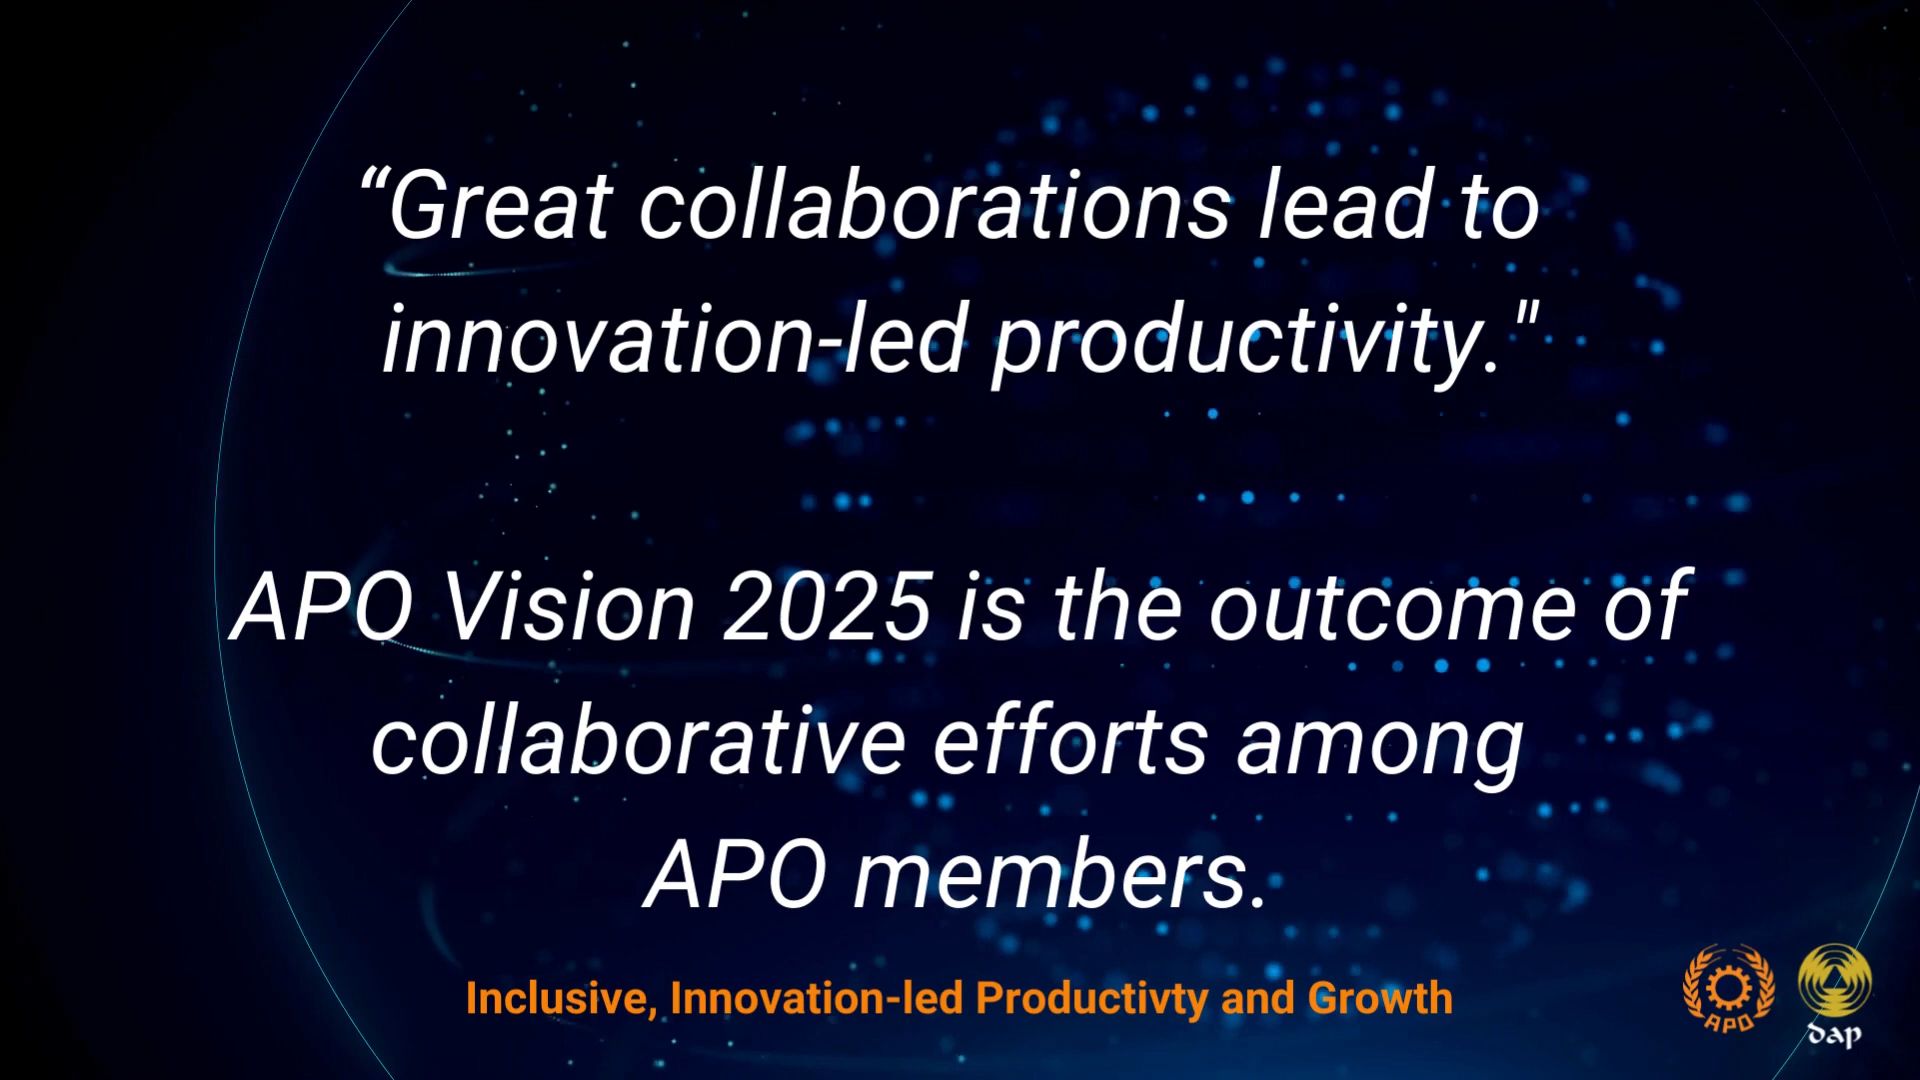 “Great collaborations lead to
innovation-led productivity."
APO Vision 2025 is the outcome of
collaborative efforts among
APO members.
Inclusive, Innovation-led Productivty and Growth
APO
dap